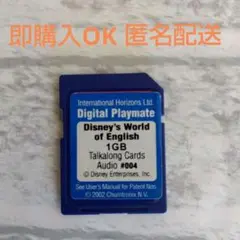 即購入OK 匿名配送
International Horizons Ltd.
Digital Playmate
Disney's World
of English
1GB
Talkalong Cards
Audio #004
© Disney Enterprises, Inc.
See User's Manual for Patent Nos.
© 2002 Chumtronix N.V.